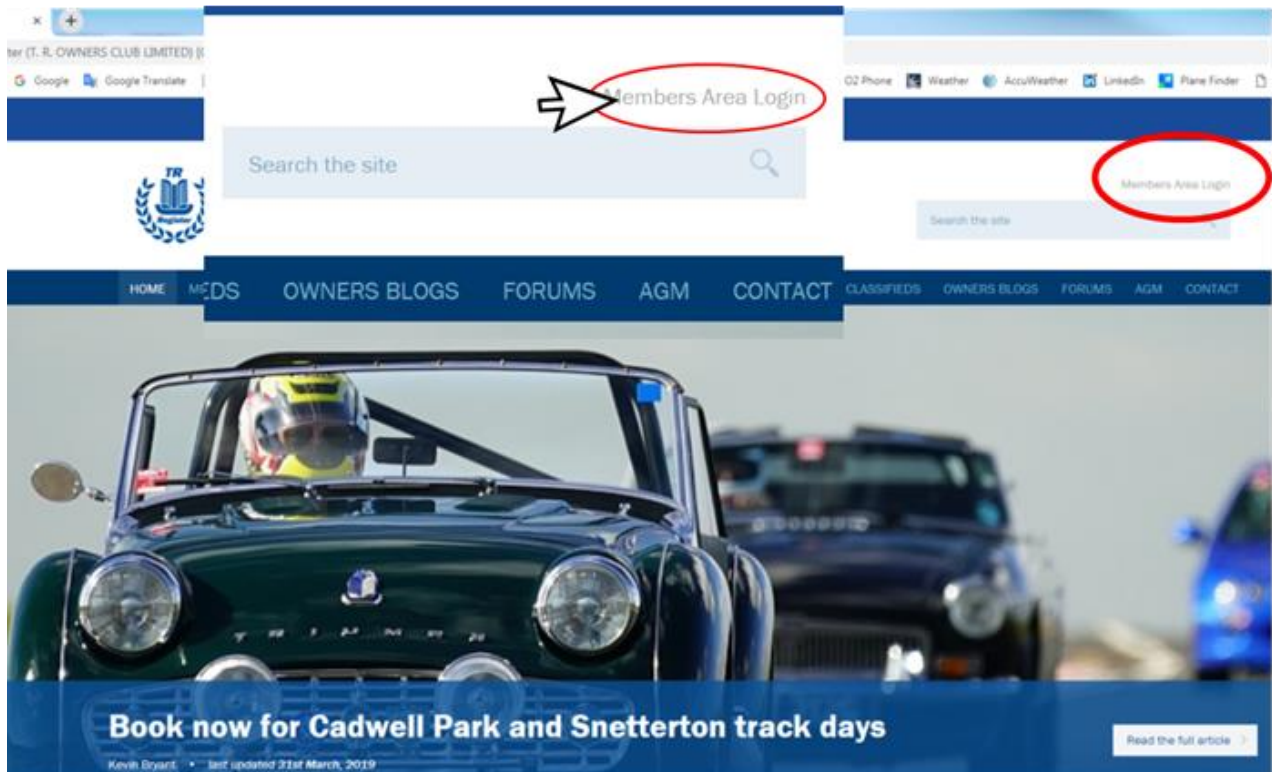 × +
ter (T. R. OWNERS CLUB LIMITED) [G
Google Google Translate
O2 Phone Weather AccuWeather LinkedIn Plane Finder
Members Area Login
Search the site
TR
Register
Members Area Login
Search the site
HOME
EDS OWNERS BLOGS FORUMS AGM CONTACT
CLASSIFIEDS OWNERS BLOGS FORUMS AGM CONTACT
TRIUMPH
Book now for Cadwell Park and Snetterton track days
Kevin Bryant • last updated 31st March, 2019
Read the full article >